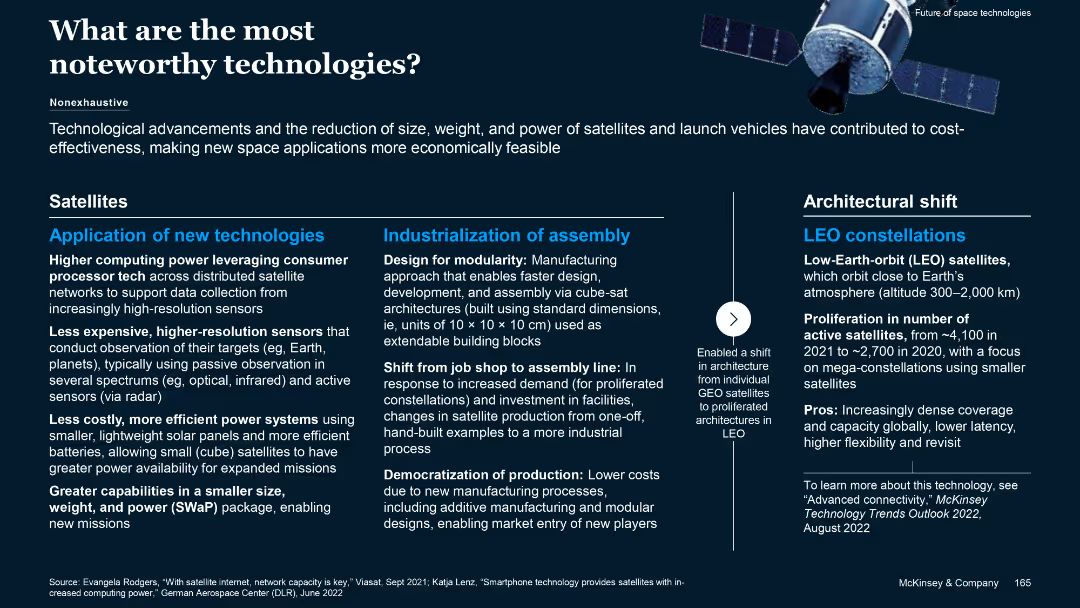 Future of space technologies
What are the most
noteworthy technologies?
Nonexhaustive
Technological advancements and the reduction of size, weight, and power of satellites and launch vehicles have contributed to cost-
effectiveness, making new space applications more economically feasible
Satellites
Application of new technologies
Higher computing power leveraging consumer
processor tech across distributed satellite
networks to support data collection from
increasingly high-resolution sensors
Less expensive, higher-resolution sensors that
conduct observation of their targets (eg, Earth,
planets), typically using passive observation in
several spectrums (eg, optical, infrared) and active
sensors (via radar)
Less costly, more efficient power systems using
smaller, lightweight solar panels and more efficient
batteries, allowing small (cube) satellites to have
greater power availability for expanded missions
Greater capabilities in a smaller size,
weight, and power (SWaP) package, enabling
new missions
Industrialization of assembly
Design for modularity: Manufacturing
approach that enables faster design,
development, and assembly via cube-sat
architectures (built using standard dimensions,
ie, units of 10 × 10 × 10 cm) used as
extendable building blocks
Shift from job shop to assembly line: In
response to increased demand (for proliferated
constellations) and investment in facilities,
changes in satellite production from one-off,
hand-built examples to a more industrial
process
Democratization of production: Lower costs
due to new manufacturing processes,
including additive manufacturing and modular
designs, enabling market entry of new players
Enabled a shift
in architecture
from individual
GEO satellites
to proliferated
architectures in
LEO
Architectural shift
LEO constellations
Low-Earth-orbit (LEO) satellites,
which orbit close to Earth's
atmosphere (altitude 300–2,000 km)
Proliferation in number of
active satellites, from ~4,100 in
2021 to ~2,700 in 2020, with a focus
on mega-constellations using smaller
satellites
Pros: Increasingly dense coverage
and capacity globally, lower latency,
higher flexibility and revisit
To learn more about this technology, see
“Advanced connectivity,” McKinsey
Technology Trends Outlook 2022,
August 2022
Source: Evangela Rodgers, “With satellite internet, network capacity is key,” Viasat, Sept 2021; Katja Lenz, “Smartphone technology provides satellites with in-
creased computing power,” German Aerospace Center (DLR), June 2022
McKinsey & Company 165